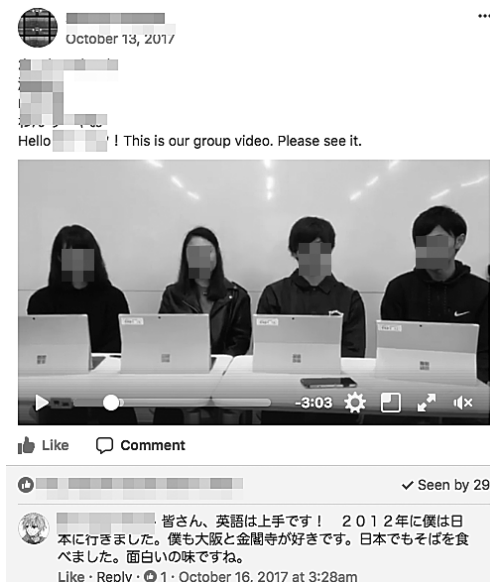 October 13, 2017
Hello ! This is our group video. Please see it.
-3:03
Like Comment
Seen by 29
皆さん、英語は上手です！ ２０１２年に僕は日
本に行きました。僕も大阪と金閣寺が好きです。日本でもそばを食
べました。面白いの味ですね。
Like · Reply · 1 · October 16, 2017 at 3:28am